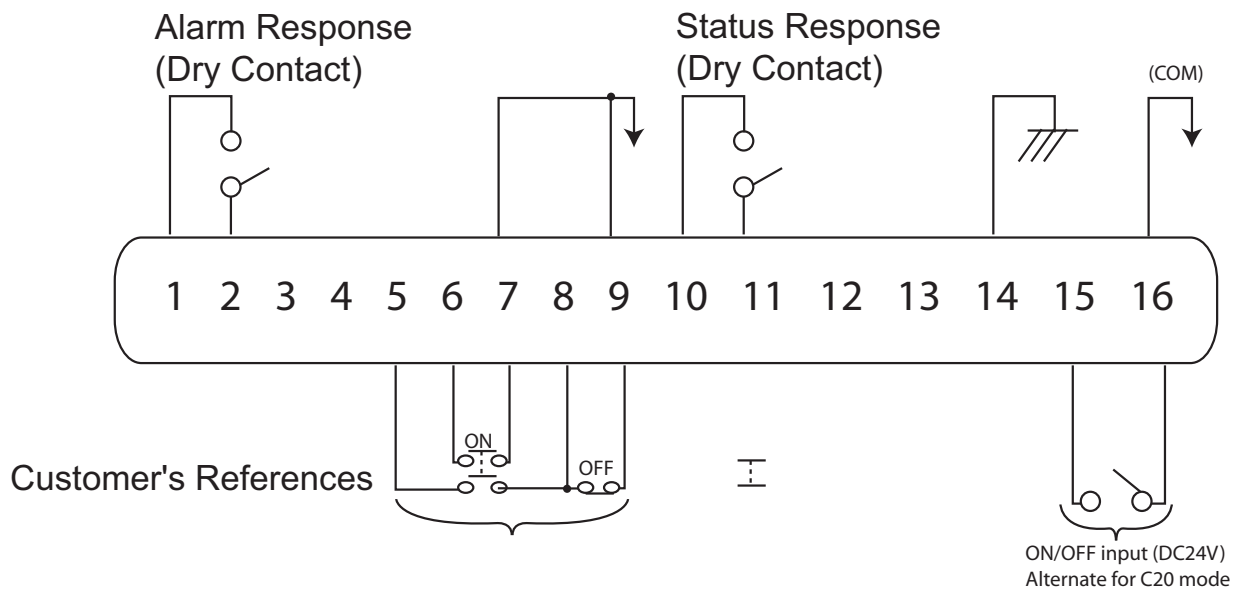 Alarm Response
(Dry Contact)
Status Response
(Dry Contact)
(COM)
1 2 3 4 5 6 7 8 9 10 11 12 13 14 15 16
ON
OFF
Customer's References
ON/OFF input (DC24V)
Alternate for C20 mode